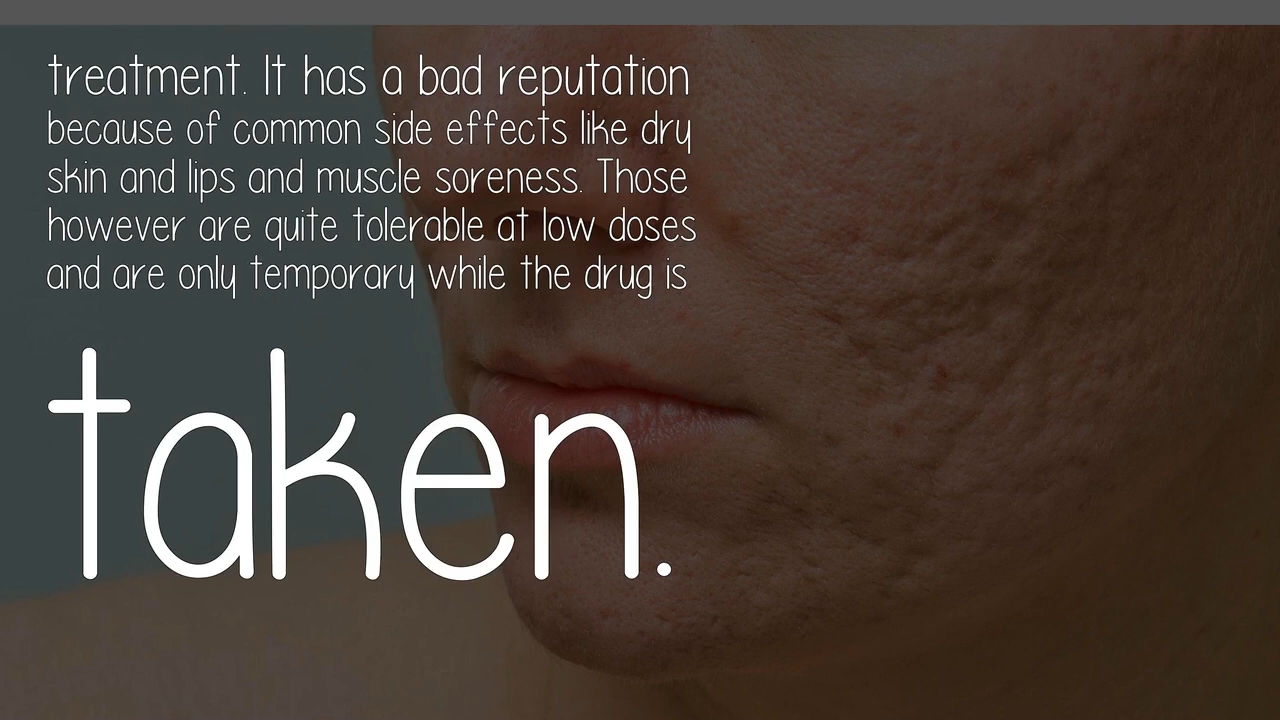 treatment. It has a bad reputation
because of common side effects like dry
skin and lips and muscle soreness. Those
however are quite tolerable at low doses
and are only temporary while the drug is
taken.